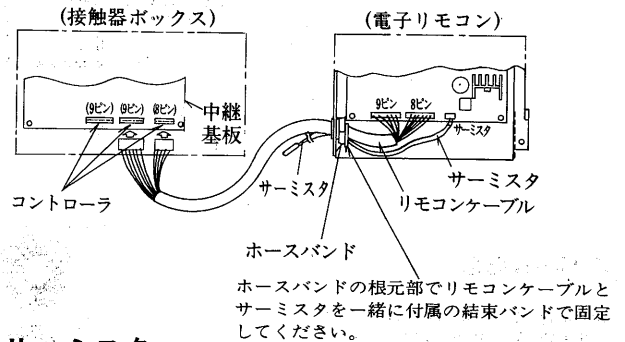 (接触器ボックス)
(電子リモコン)
(9ピン) (9ピン) (8ピン)
中継
基板
コントローラ
9ピン 8ピン
サーミスタ
サーミスタ
サーミスタ
リモコンケーブル
ホースバンド
ホースバンドの根元部でリモコンケーブルと
サーミスタを一緒に付属の結束バンドで固定
してください。